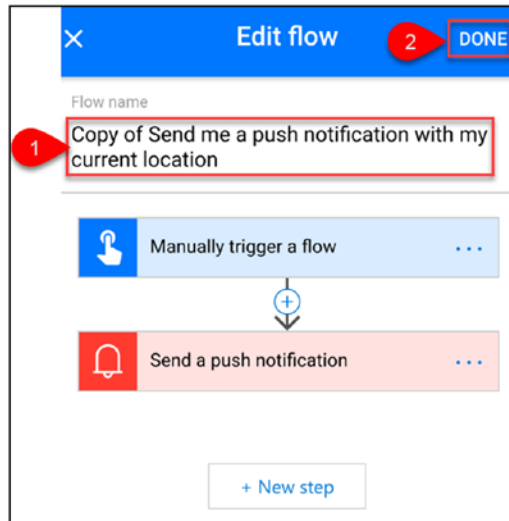 Edit flow
2
DONE
Flow name
1
Copy of Send me a push notification with my
current location
Manually trigger a flow
Send a push notification
+ New step